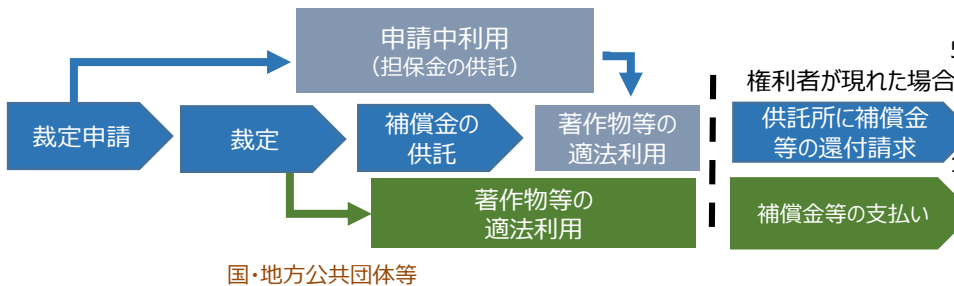 申請中利用
（担保金の供託）
権利者が現れた場合
裁定申請
裁定
補償金の
供託
著作物等の
適法利用
供託所に補償金
等の還付請求
著作物等の
適法利用
補償金等の支払い
国・地方公共団体等